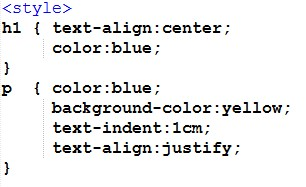 <style>
h1 { text-align:center;
color:blue;
}
p { color:blue;
background-color:yellow;
text-indent:1cm;
text-align:justify;
}